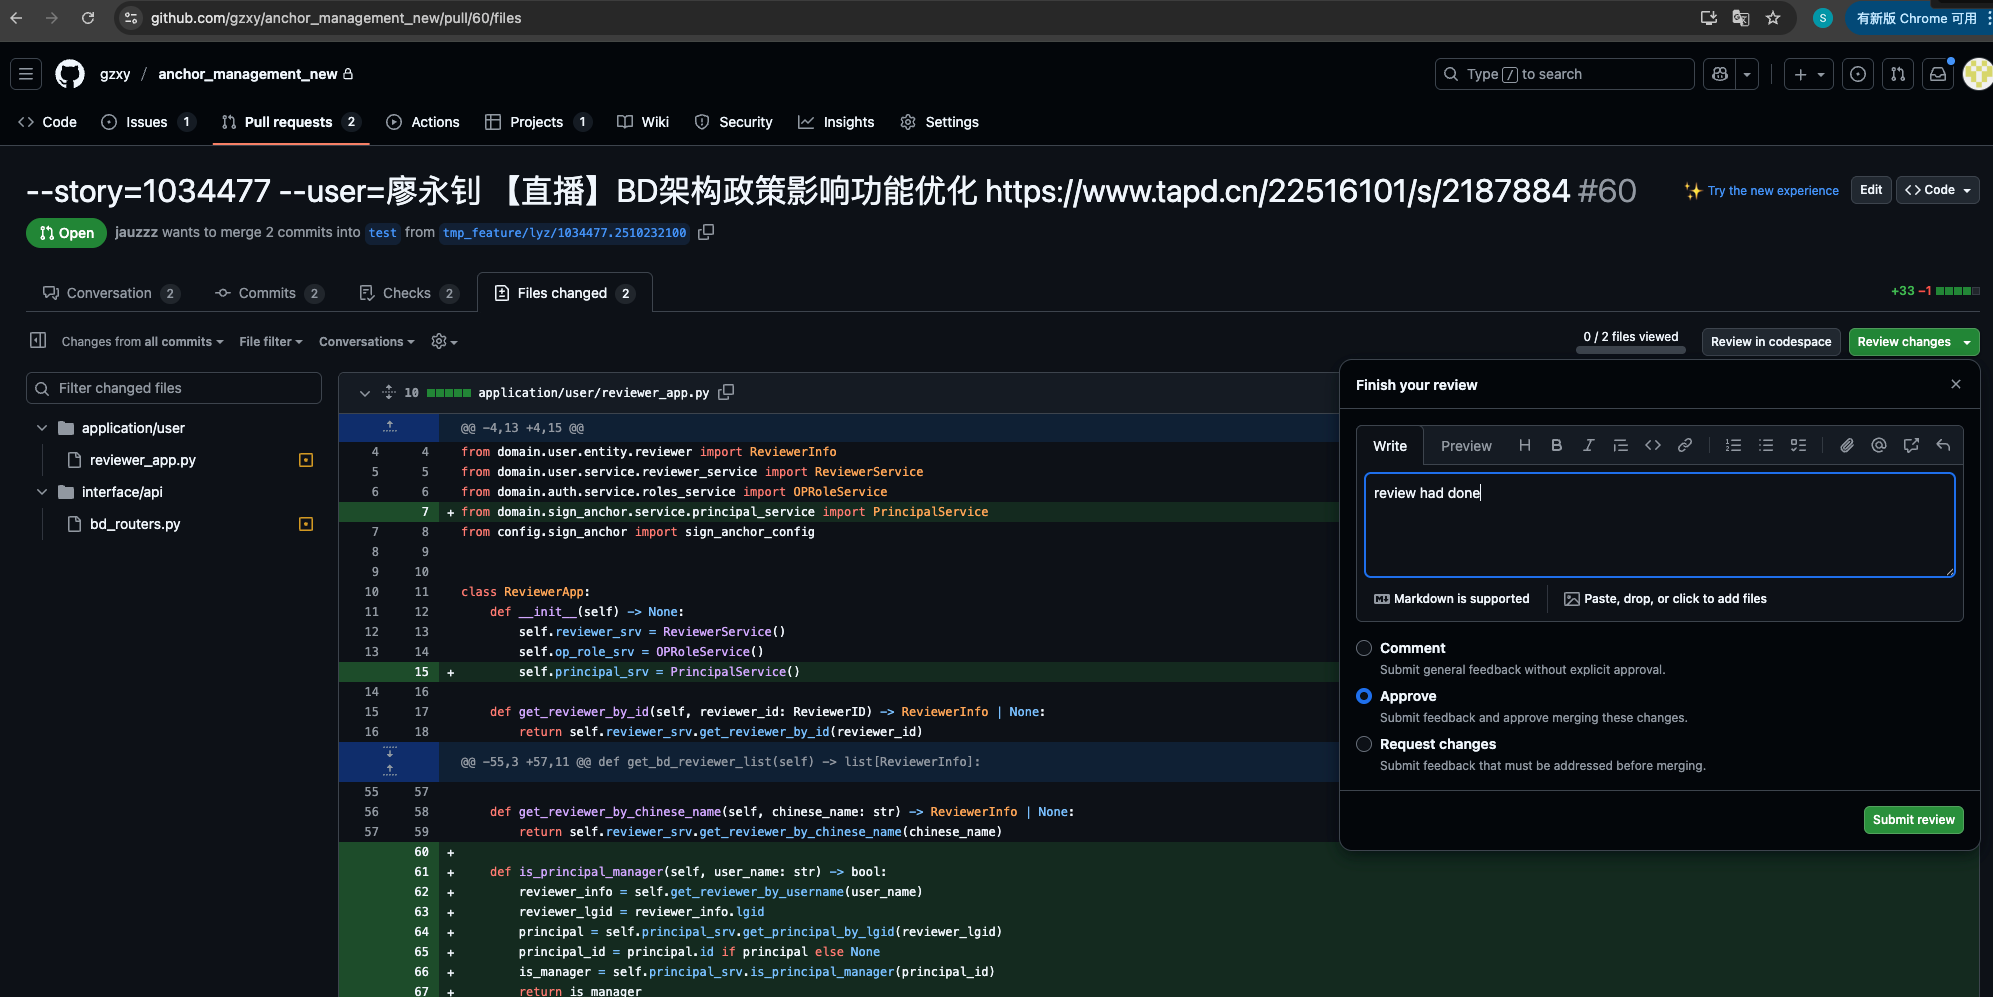 github.com/gzxy/anchor_management_new/pull/60/files
S
有新版 Chrome 可用
gzxy / anchor_management_new
Type / to search
Code
Issues 1
Pull requests 2
Actions
Projects 1
Wiki
Security
Insights
Settings
--story=1034477 --user=廖永钊 【直播】BD架构政策影响功能优化 https://www.tapd.cn/22516101/s/2187884 #60
Try the new experience
Edit
<> Code
Open
jauzzz wants to merge 2 commits into test from tmp_feature/lyz/1034477.2510232100
Conversation 2
Commits 2
Checks 2
Files changed 2
+33 −1
Changes from all commits
File filter
Conversations
0 / 2 files viewed
Review in codespace
Review changes
Filter changed files
application/user
reviewer_app.py
interface/api
bd_routers.py
10 application/user/reviewer_app.py
@@ -4,13 +4,15 @@
4 4 from domain.user.entity.reviewer import ReviewerInfo
5 5 from domain.user.service.reviewer_service import ReviewerService
6 6 from domain.auth.service.roles_service import OPRoleService
7 + from domain.sign_anchor.service.principal_service import PrincipalService
7 8 from config.sign_anchor import sign_anchor_config
8 9
9 10
10 11 class ReviewerApp:
11 12 def __init__(self) -> None:
12 13 self.reviewer_srv = ReviewerService()
13 14 self.op_role_srv = OPRoleService()
15 + self.principal_srv = PrincipalService()
14 16
15 17 def get_reviewer_by_id(self, reviewer_id: ReviewerID) -> ReviewerInfo | None:
16 18 return self.reviewer_srv.get_reviewer_by_id(reviewer_id)
@@ -55,3 +57,11 @@ def get_bd_reviewer_list(self) -> list[ReviewerInfo]:
55 57
56 58 def get_reviewer_by_chinese_name(self, chinese_name: str) -> ReviewerInfo | None:
57 59 return self.reviewer_srv.get_reviewer_by_chinese_name(chinese_name)
60 +
61 + def is_principal_manager(self, user_name: str) -> bool:
62 + reviewer_info = self.get_reviewer_by_username(user_name)
63 + reviewer_lgid = reviewer_info.lgid
64 + principal = self.principal_srv.get_principal_by_lgid(reviewer_lgid)
65 + principal_id = principal.id if principal else None
66 + is_manager = self.principal_srv.is_principal_manager(principal_id)
67 + return is_manager
Finish your review
Write
Preview
review had done
Markdown is supported
Paste, drop, or click to add files
Comment
Submit general feedback without explicit approval.
Approve
Submit feedback and approve merging these changes.
Request changes
Submit feedback that must be addressed before merging.
Submit review